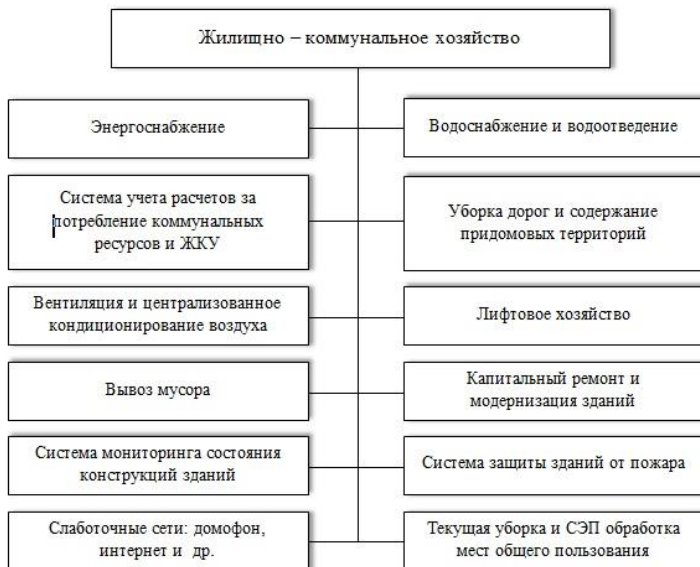 Жилищно – коммунальное хозяйство
Энергоснабжение
Водоснабжение и водоотведение
Система учета расчетов за
потребление коммунальных
ресурсов и ЖКУ
Уборка дорог и содержание
придомовых территорий
Вентиляция и централизованное
кондиционирование воздуха
Лифтовое хозяйство
Вывоз мусора
Капитальный ремонт и
модернизация зданий
Система мониторинга состояния
конструкций зданий
Система защиты зданий от пожара
Слаботочные сети: домофон,
интернет и др.
Текущая уборка и СЭП обработка
мест общего пользования